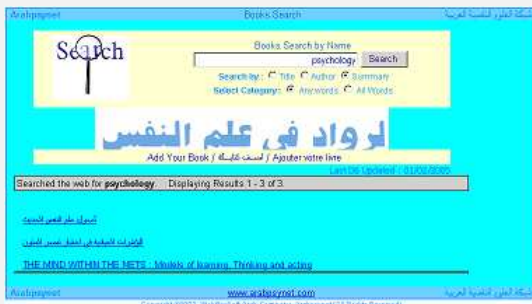 Arabpsynet Books Search شبكة العلوم النفسية العربية
Search
Books Search by Name
psychology Search
Search by : Title Author Summary
Select Category : Any words All Words
لرواد في علم النفس
Add Your Book / أضف كتابك / Ajouter votre livre
Last Db Updated : 01/02/2005
Searched the web for psychology. Displaying Results 1 - 3 of 3.
THE MIND WITHIN THE NETS : Models of learning, Thinking and acting
Arabpsynet www.arabpsynet.com شبكة العلوم النفسية العربية